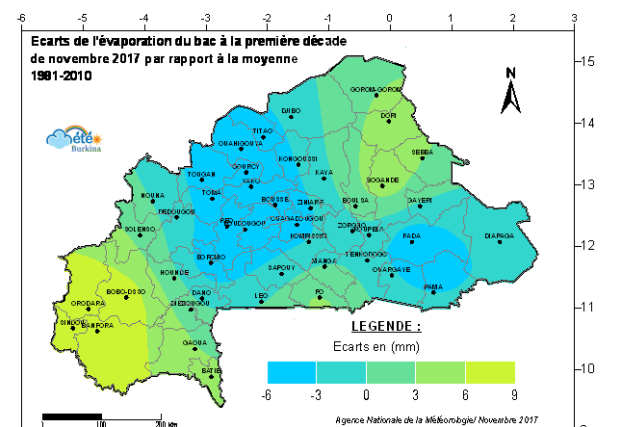 -6 -5 -4 -3 -2 -1 0 1 2 3
Ecarts de l'évaporation du bac à la première décade
de novembre 2017 par rapport à la moyenne
1981-2010
-15
N
GOROM-GOROM
DJIBO
DORI
-14
météo
Burkina
TITAO
OUAHIGOUYA
KONGOUSSI
SEBBA
GOURCY
TOUGAN
KAYA
YAKO
BOGANDE
-13
NOUNA
TOMA
BOUSSE
ZINIARE
BOULSA
GAYERI
DEDOUGOU
SOLENSO
REO
KOUDOUGOU
OUAGADOUGOU
ZORGHO
KOUPELA
KOMBISSIRI
FADA
DIAPAGA
-12
BOROMO
MANGA
TENKODOGO
HOUNDE
SAPOUY
OUARGAYE
BOBO-DSSO
DANO
LEO
PO
PAMA
ORODARA
DIEBOUGOU
-11
SINDOU
BANFORA
LEGENDE :
GAOUA
Ecarts en (mm)
BATIE
-10
-6 -3 0 3 6 9
0 100 200 Km
Agence Nationale de la Météorologie/ Novembre 2017